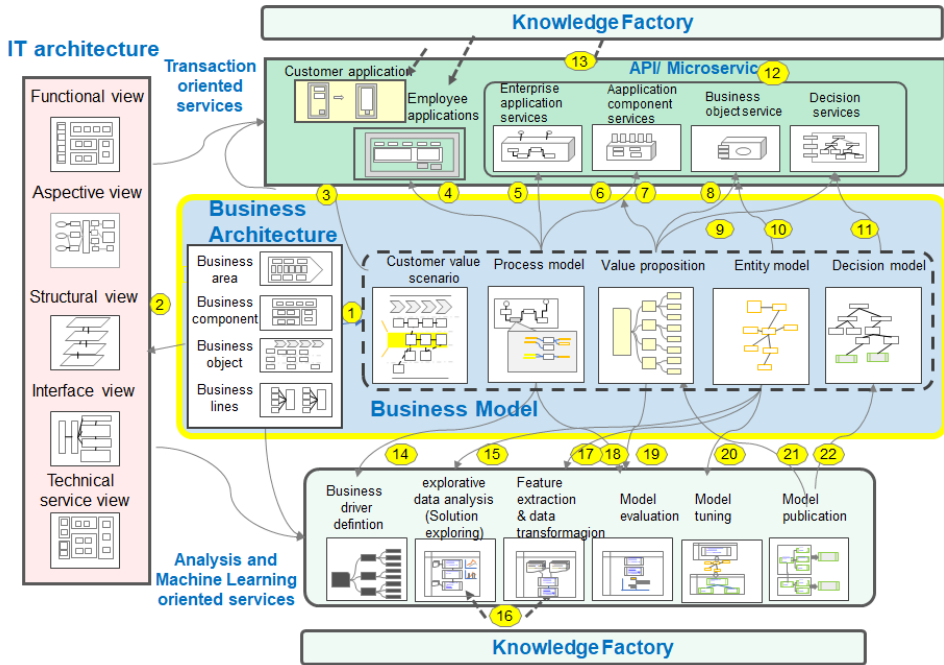 Knowledge Factory
IT architecture
Functional view
Aspective view
Structural view
Interface view
Technical
service view
Transaction
oriented
services
Customer application
Employee
applications
13
API/ Microservic
12
Enterprise
application
services
Aapplication
component
services
Business
object service
Decision
services
3
4
5
6
7
8
9
10
11
Business
Architecture
Business
area
Business
component
Business
object
Business
lines
1
2
Customer value
scenario
Process model
Value proposition
Entity model
Decision model
Business Model
14
15
17
18
19
20
21
22
Business
driver
defintion
explorative
data analysis
(Solution
exploring)
Feature
extraction
& data
transformagion
Model
evaluation
Model
tuning
Model
publication
Analysis and
Machine Learning
oriented services
16
Knowledge Factory